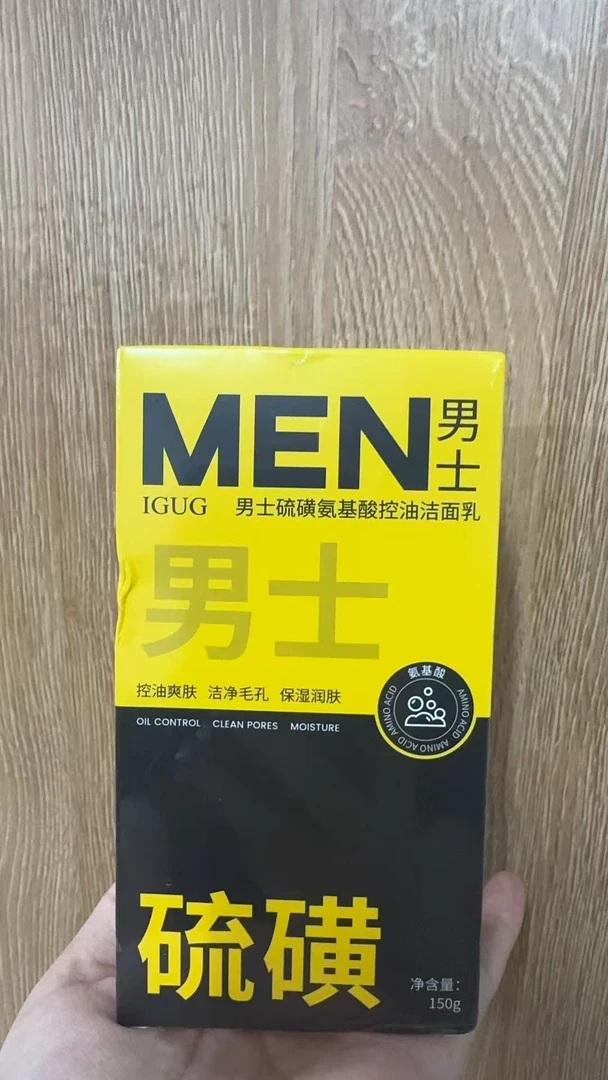 MEN男士
IGUG 男士硫磺氨基酸控油洁面乳
男士
控油爽肤 洁净毛孔 保湿润肤
OIL CONTROL CLEAN PORES MOISTURE
氨基酸
AMINO ACID AMINO ACID AMINO ACID
硫磺
净含量:
150g